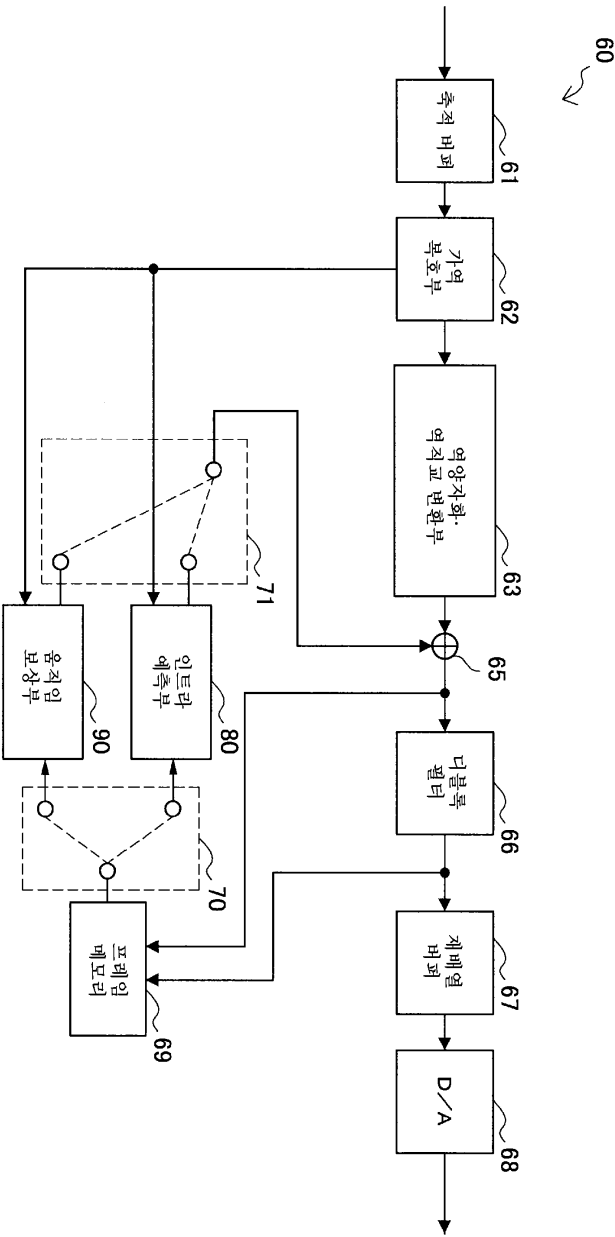 60
61
축적 버퍼
62
가역
복호부
63
역양자화·
역직교 변환부
65
66
디블록
필터
67
재배열
버퍼
68
D/A
71
80
인트라
예측부
90
움직임
보상부
70
69
프레임
메모리